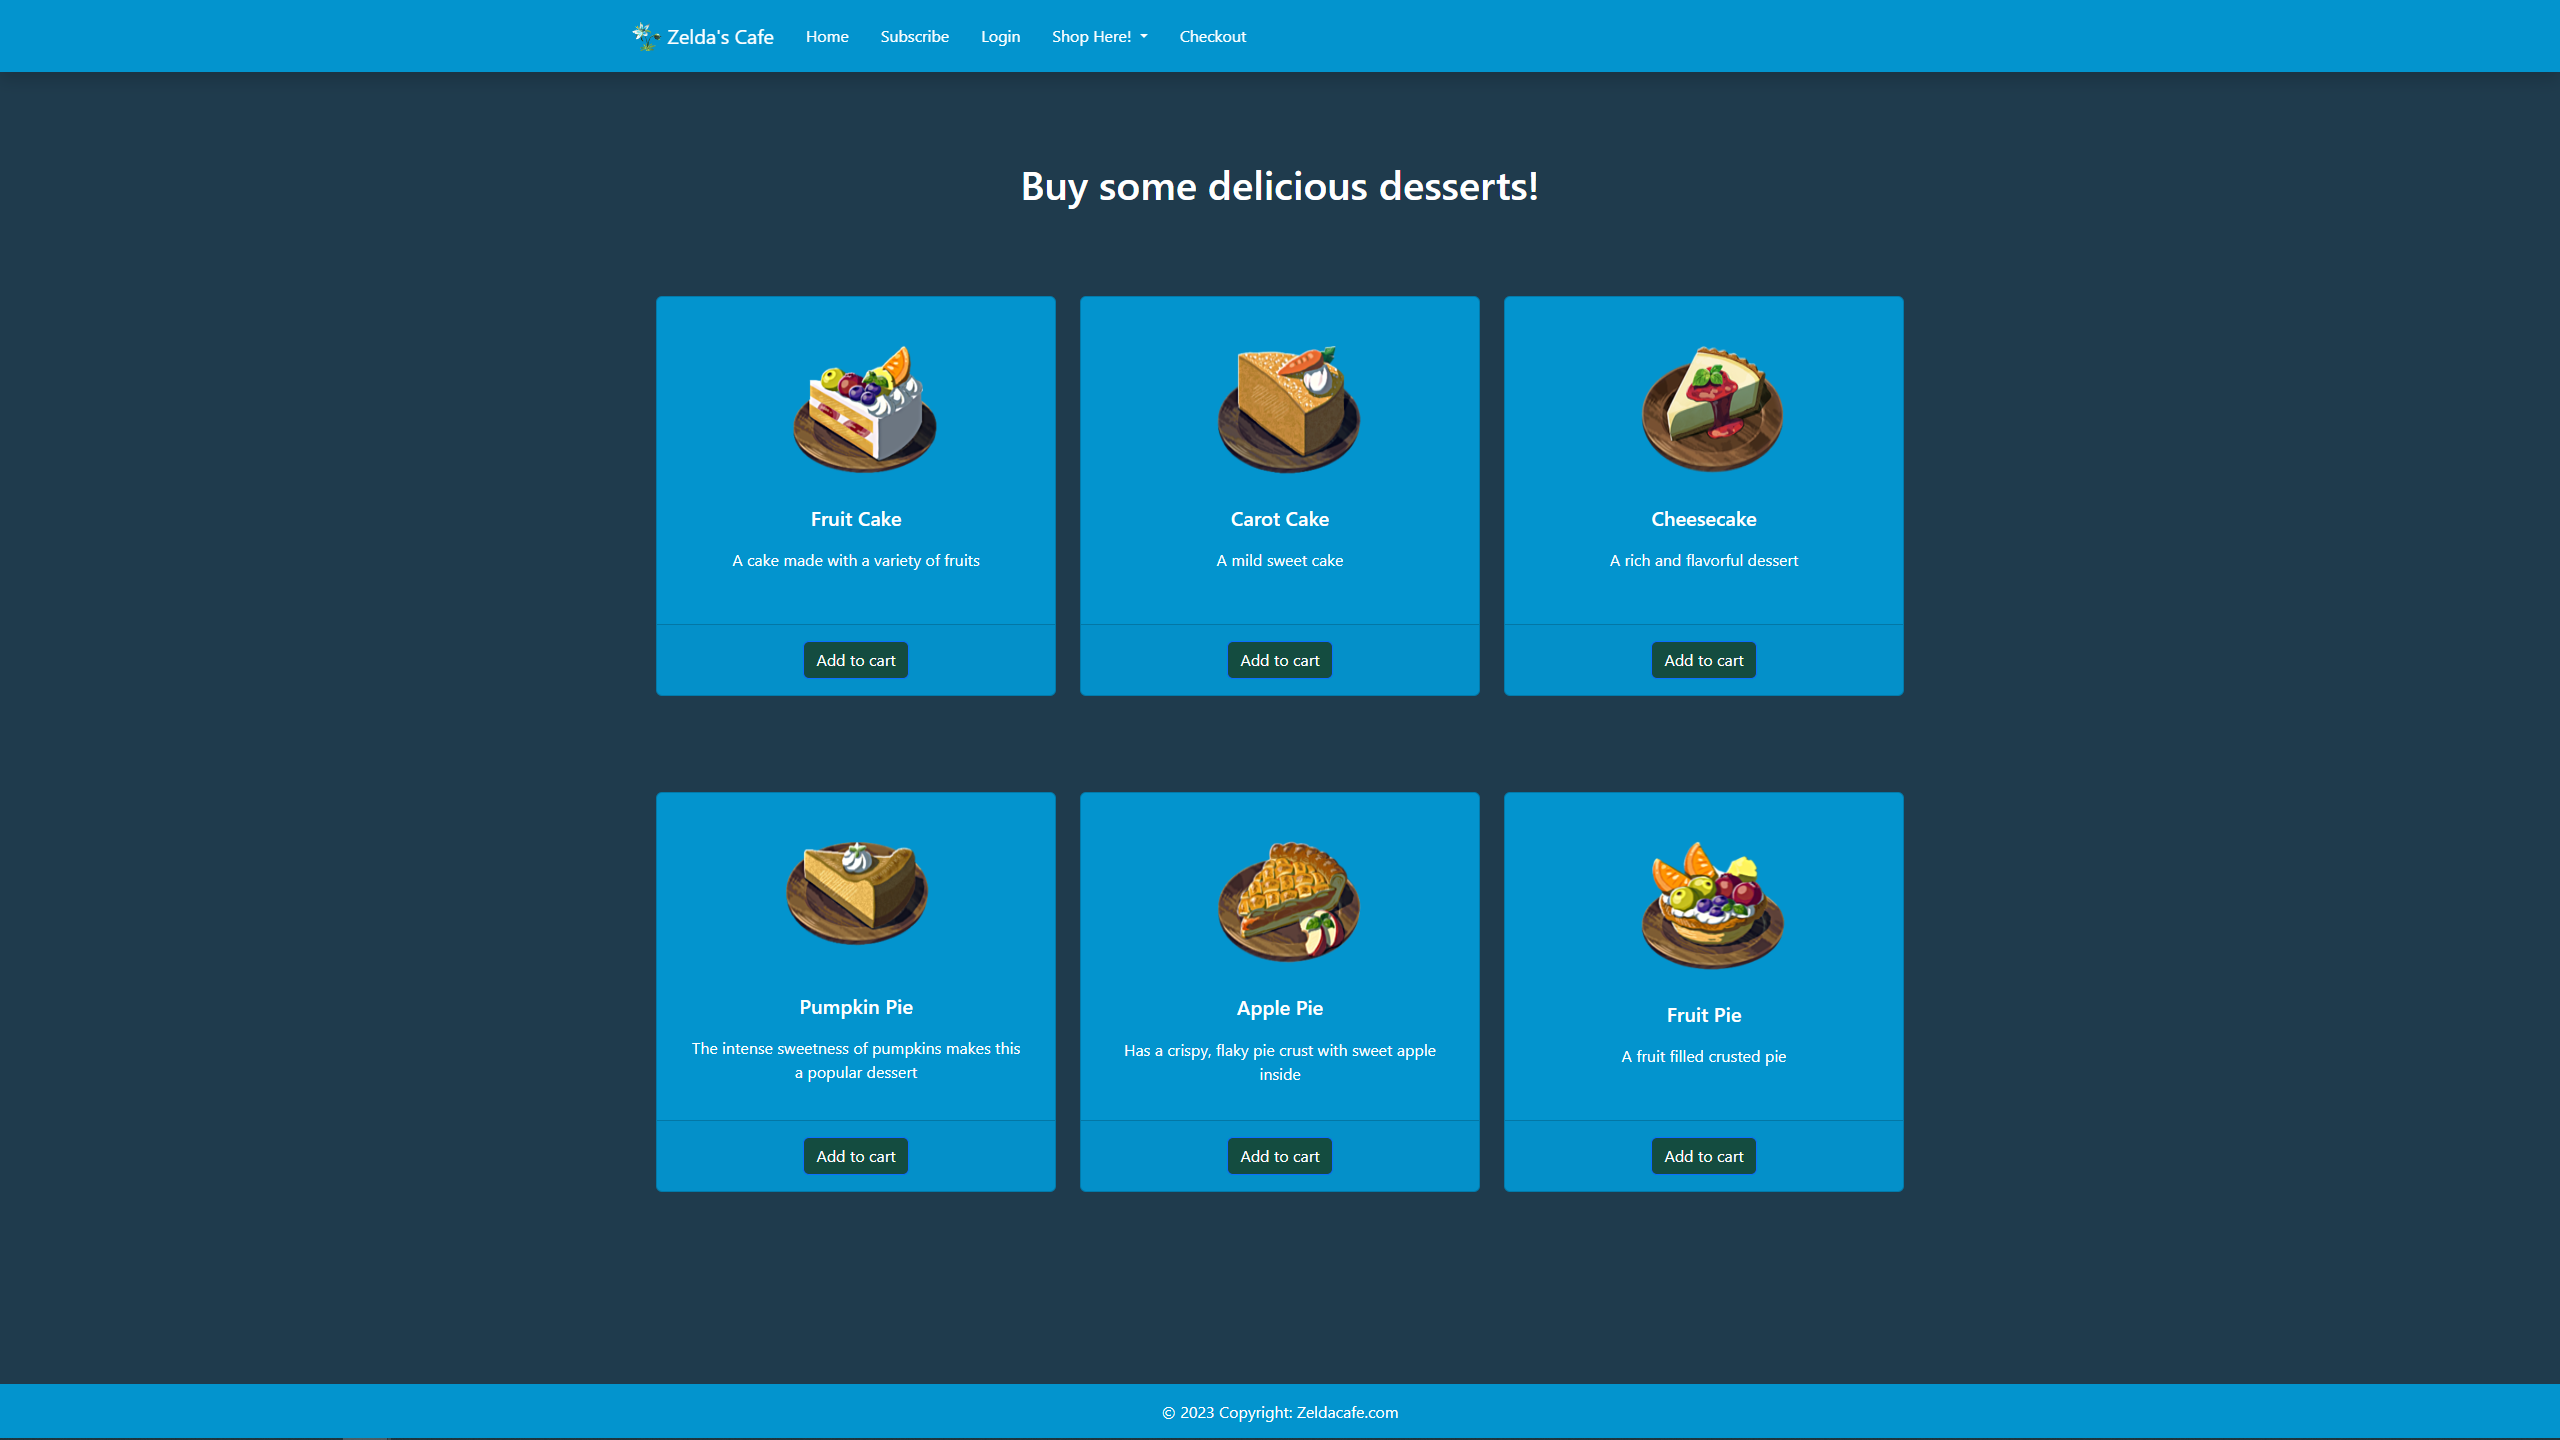 Zelda's Cafe Home Subscribe Login Shop Here! Checkout
Buy some delicious desserts!
Fruit Cake
A cake made with a variety of fruits
Add to cart
Carot Cake
A mild sweet cake
Add to cart
Cheesecake
A rich and flavorful dessert
Add to cart
Pumpkin Pie
The intense sweetness of pumpkins makes this
a popular dessert
Add to cart
Apple Pie
Has a crispy, flaky pie crust with sweet apple
inside
Add to cart
Fruit Pie
A fruit filled crusted pie
Add to cart
© 2023 Copyright: Zeldacafe.com